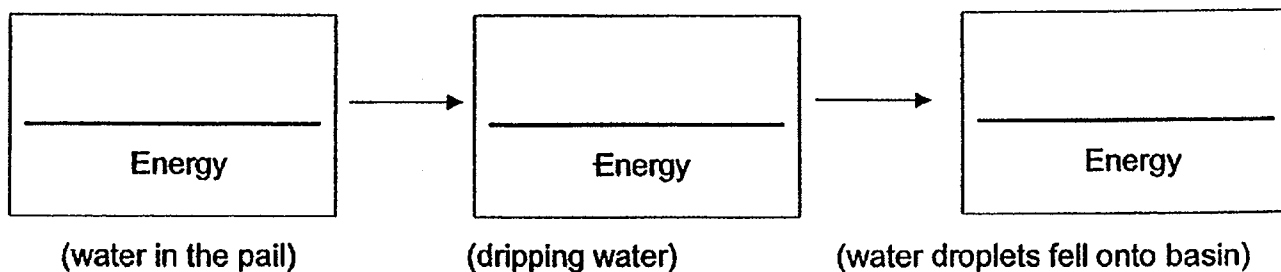 Energy Energy Energy
(water in the pail) (dripping water) (water droplets fell onto basin)